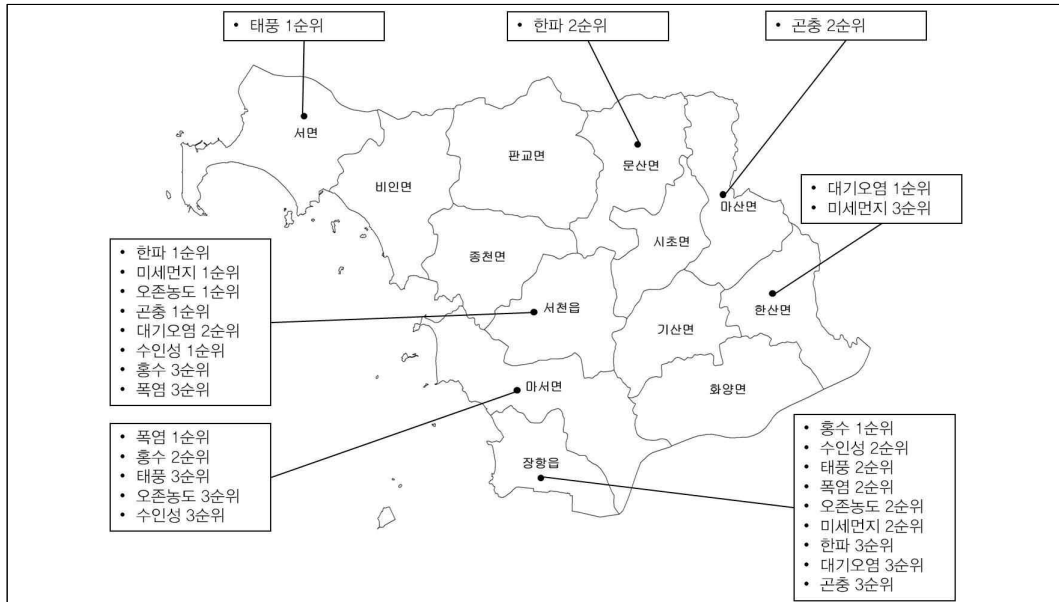 • 태풍 1순위
• 한파 2순위
• 곤충 2순위
서면
비인면
판교면
문산면
마산면
시초면
종천면
서천읍
기산면
한산면
마서면
화양면
장항읍
• 대기오염 1순위
• 미세먼지 3순위
• 한파 1순위
• 미세먼지 1순위
• 오존농도 1순위
• 곤충 1순위
• 대기오염 2순위
• 수인성 1순위
• 홍수 3순위
• 폭염 3순위
• 폭염 1순위
• 홍수 2순위
• 태풍 3순위
• 오존농도 3순위
• 수인성 3순위
• 홍수 1순위
• 수인성 2순위
• 태풍 2순위
• 폭염 2순위
• 오존농도 2순위
• 미세먼지 2순위
• 한파 3순위
• 대기오염 3순위
• 곤충 3순위